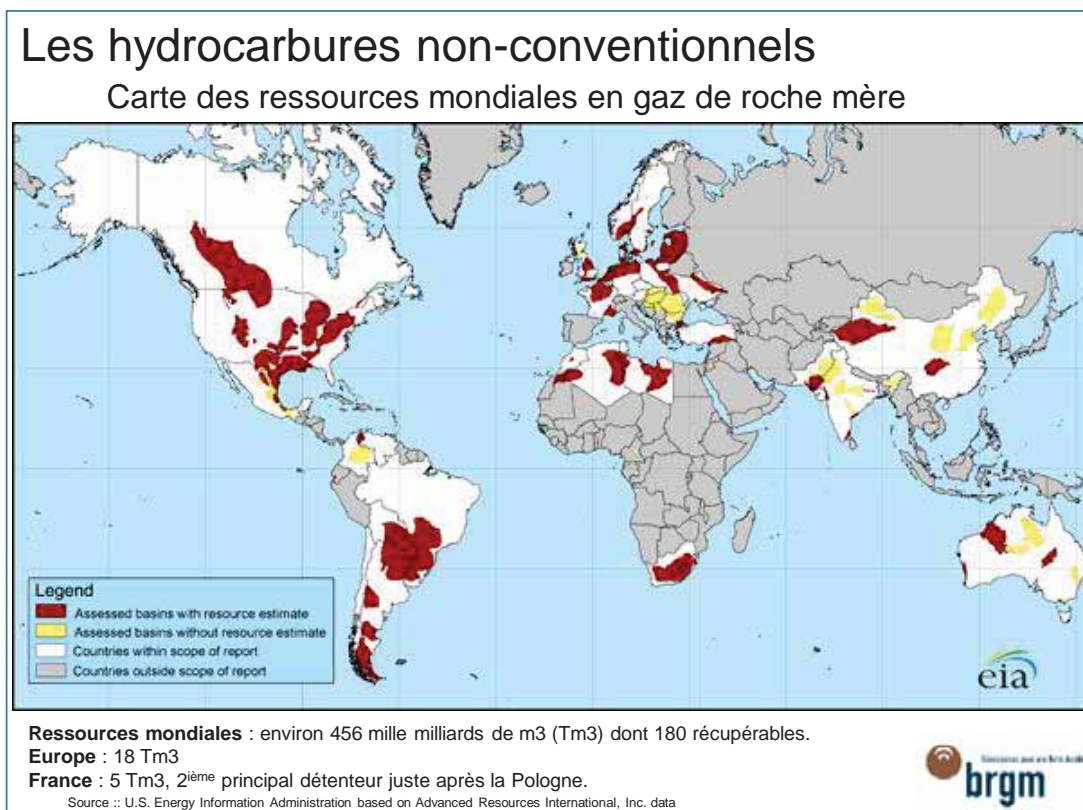 Les hydrocarbures non-conventionnels
Carte des ressources mondiales en gaz de roche mère
Legend
Assessed basins with resource estimate
Assessed basins without resource estimate
Countries within scope of report
Countries outside scope of report
eia
Ressources mondiales : environ 456 mille milliards de m3 (Tm3) dont 180 récupérables.
Europe : 18 Tm3
France : 5 Tm3, 2ième principal détenteur juste après la Pologne.
Source :: U.S. Energy Information Administration based on Advanced Resources International, Inc. data
brgm